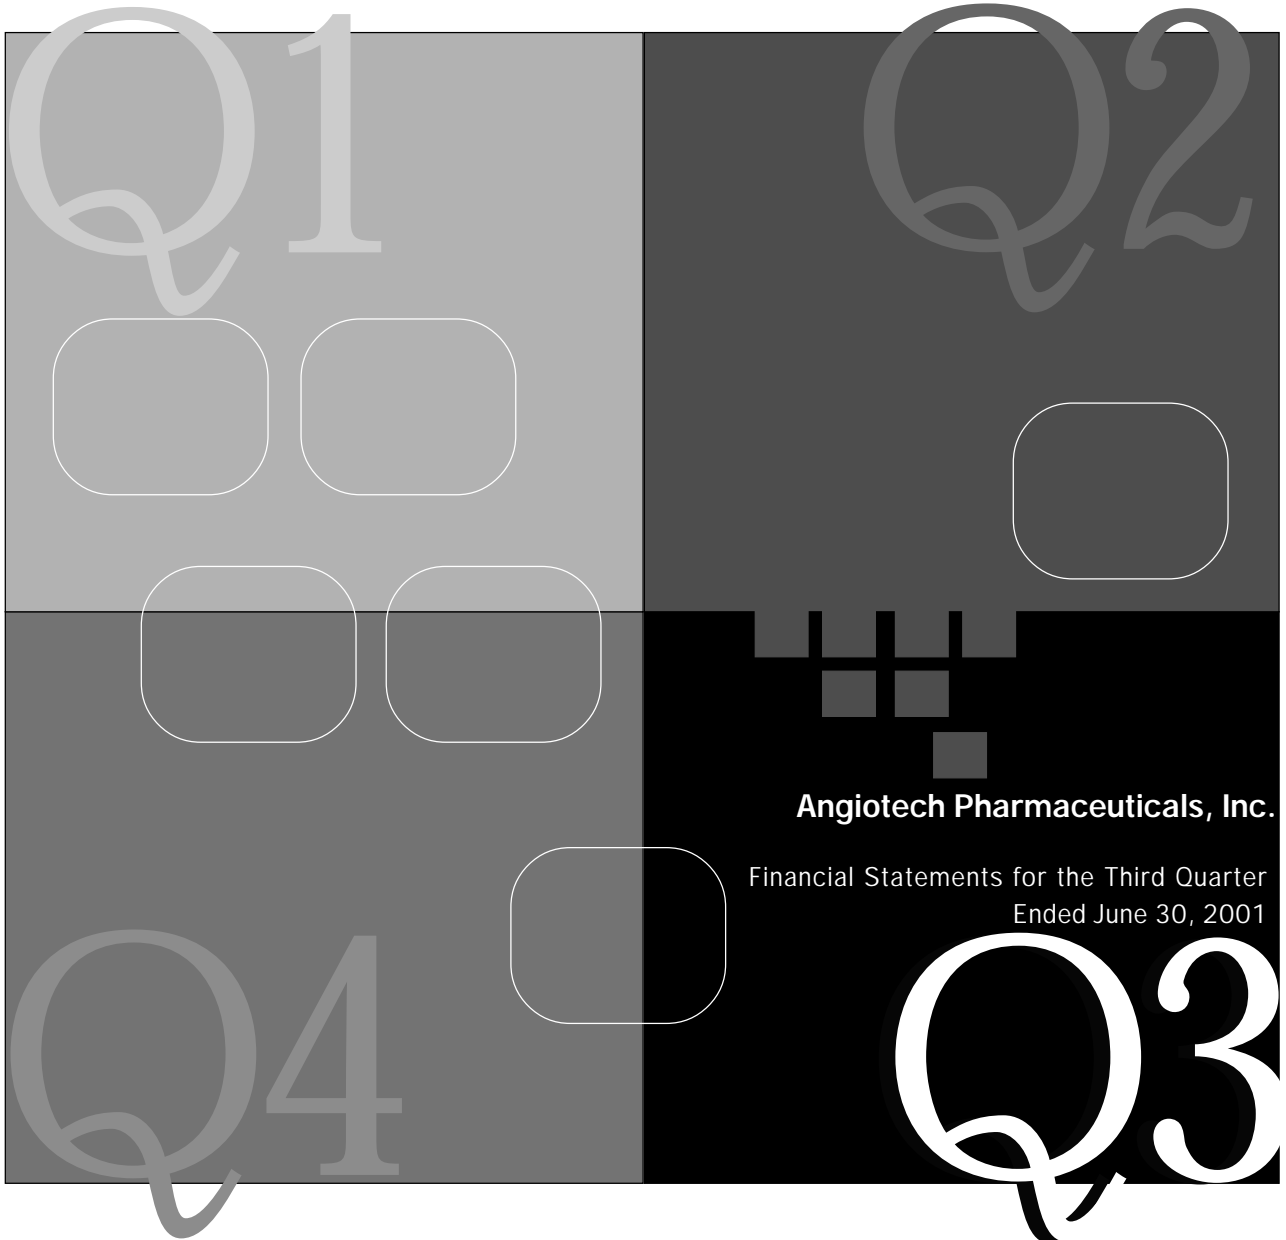 Q1
Q2
Angiotech Pharmaceuticals, Inc.
Financial Statements for the Third Quarter
Ended June 30, 2001
Q4
Q3